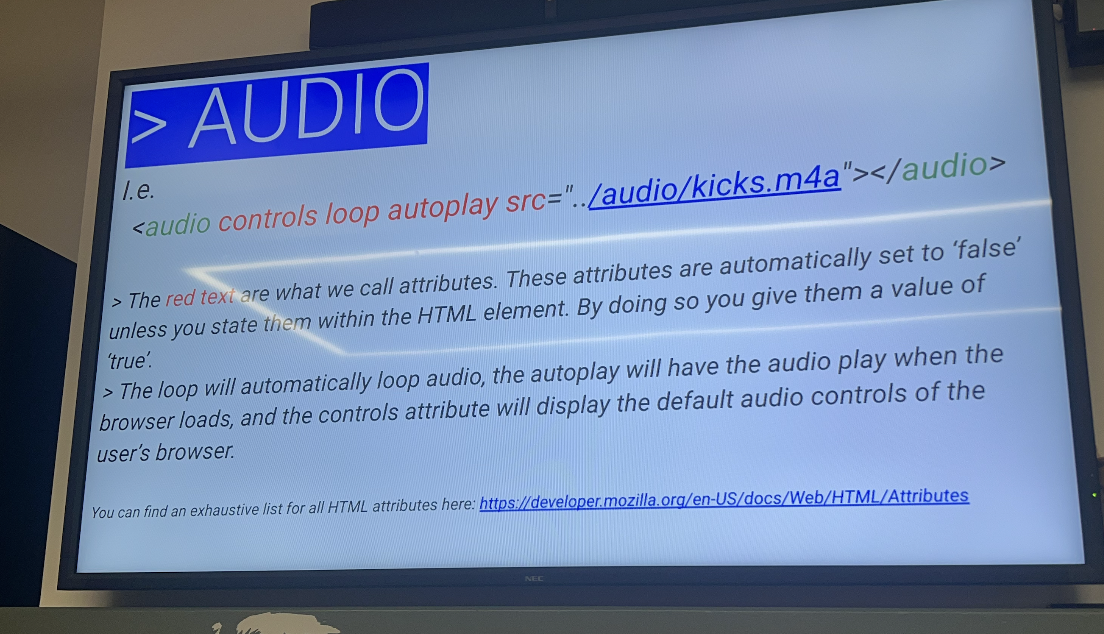 > AUDIO
I.e.
<audio controls loop autoplay src="../audio/kicks.m4a"></audio>
> The red text are what we call attributes. These attributes are automatically set to ‘false’
unless you state them within the HTML element. By doing so you give them a value of
‘true’.
> The loop will automatically loop audio, the autoplay will have the audio play when the
browser loads, and the controls attribute will display the default audio controls of the
user’s browser.
You can find an exhaustive list for all HTML attributes here: https://developer.mozilla.org/en-US/docs/Web/HTML/Attributes
NEC